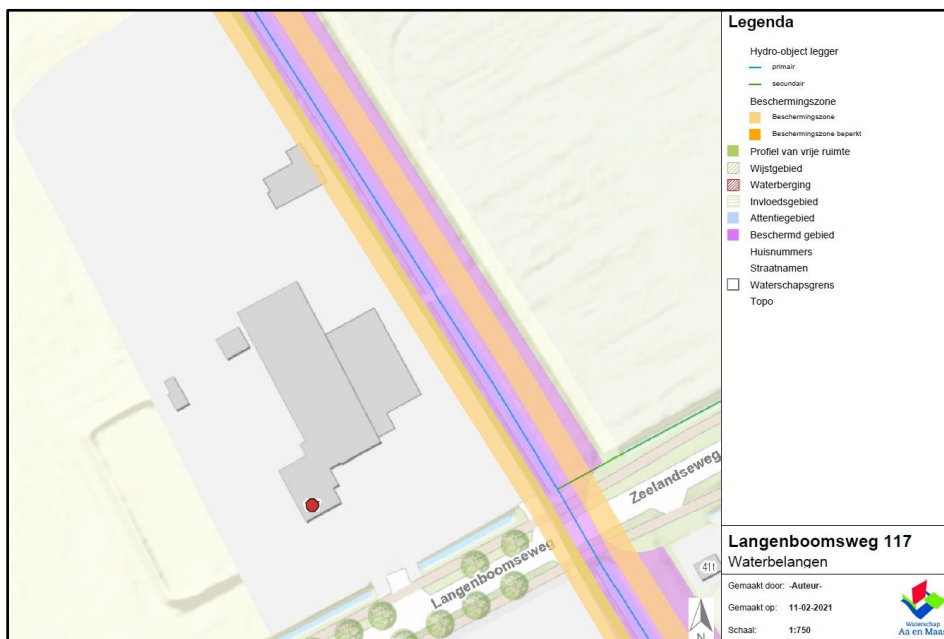 Legenda
Hydro-object legger
primair
secundair
Beschermingszone
Beschermingszone
Beschermingszone beperkt
Profiel van vrije ruimte
Wijstgebied
Waterberging
Invloedsgebied
Attentiegebied
Beschermd gebied
Huisnummers
Straatnamen
Waterschapsgrens
Topo
Zeelandseweg
Langenboomseweg
41t
N
Langenboomsweg 117
Waterbelangen
Gemaakt door: -Auteur-
Gemaakt op: 11-02-2021
Schaal: 1:750
Waterschap
Aa en Maas